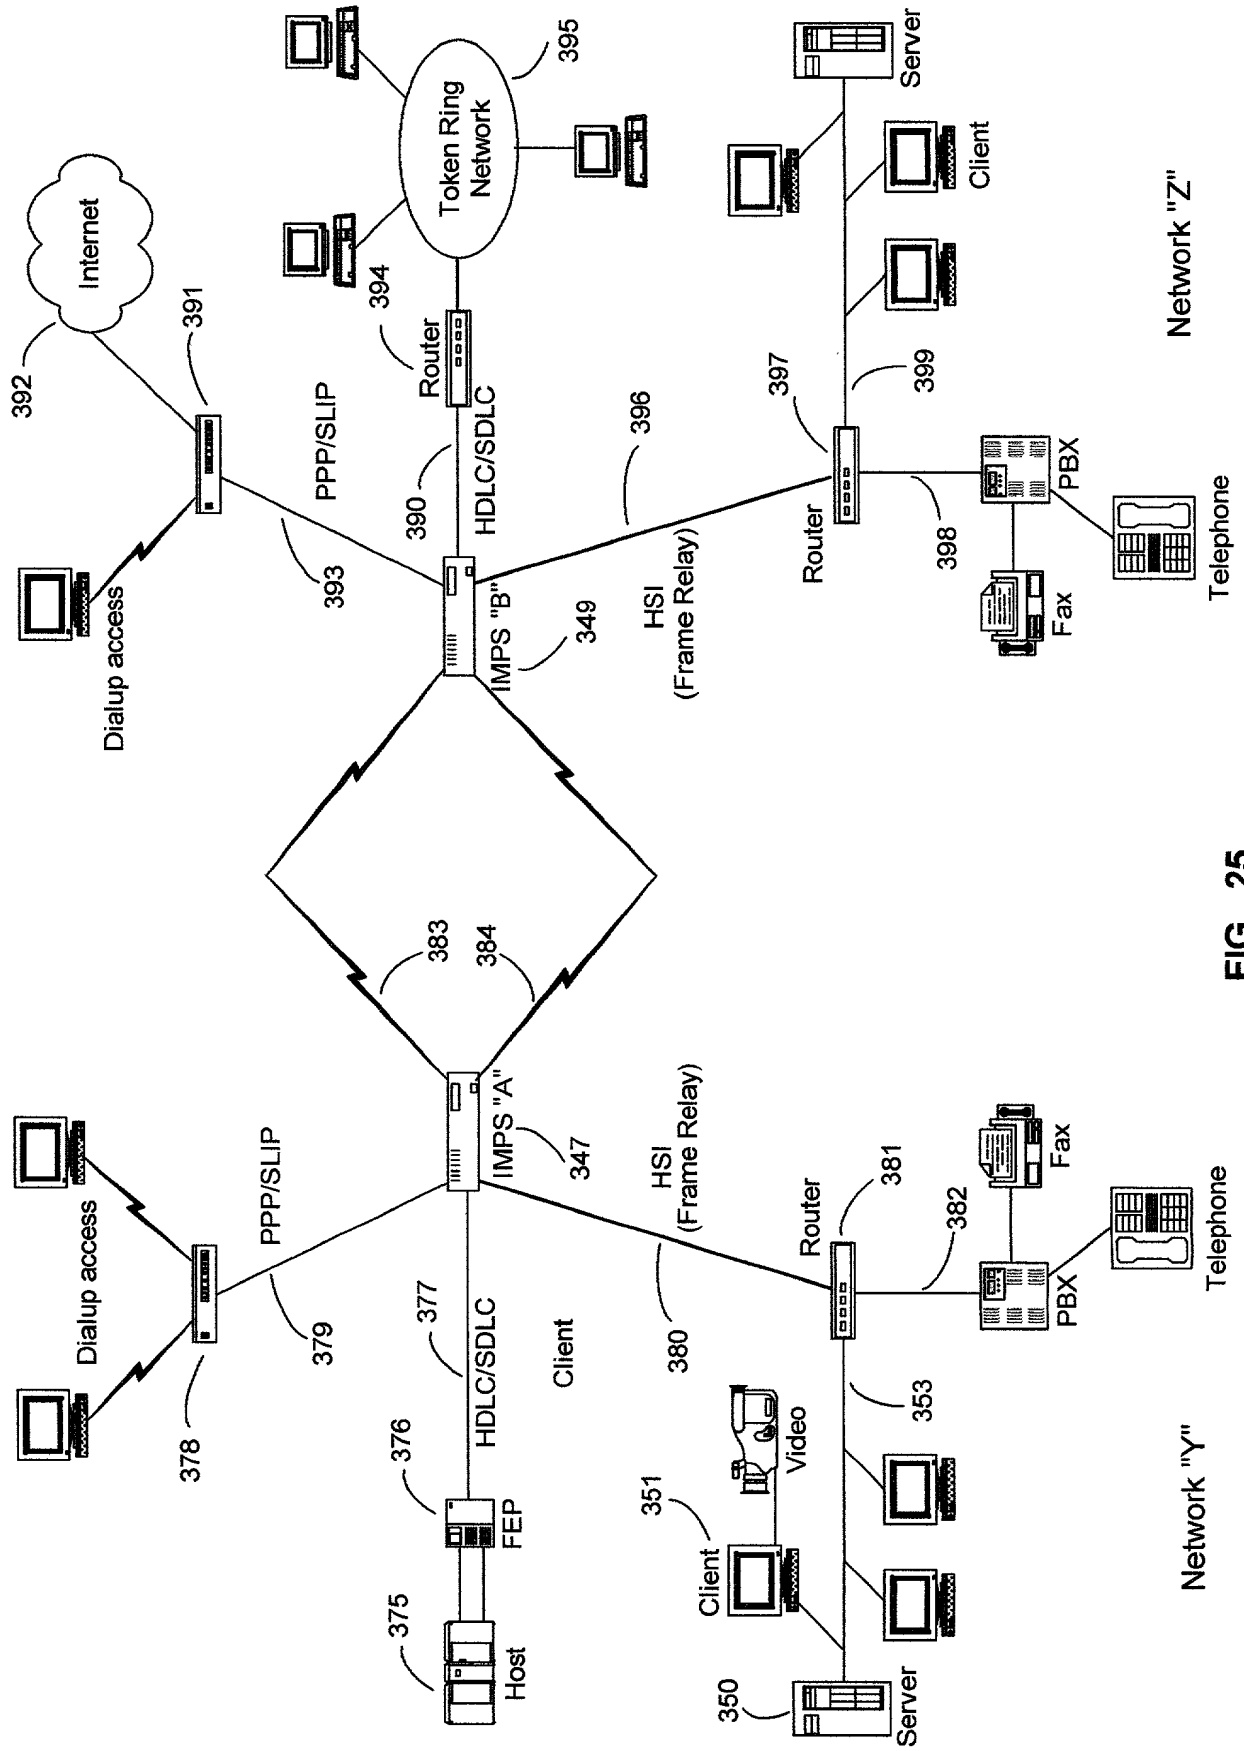 Dialup access
378
379
PPP/SLIP
Host
375
FEP
376
HDLC/SDLC
377
Client
IMPS "A"
347
HSI
(Frame Relay)
380
383
384
Router
381
382
353
Client
351
Video
Server
350
PBX
Fax
Telephone
Network "Y"
Dialup access
Internet
392
391
393
PPP/SLIP
IMPS "B"
349
HDLC/SDLC
390
Router
394
Token Ring
Network
395
HSI
(Frame Relay)
396
Router
397
398
399
Server
Client
PBX
Fax
Telephone
Network "Z"
FIG. 25